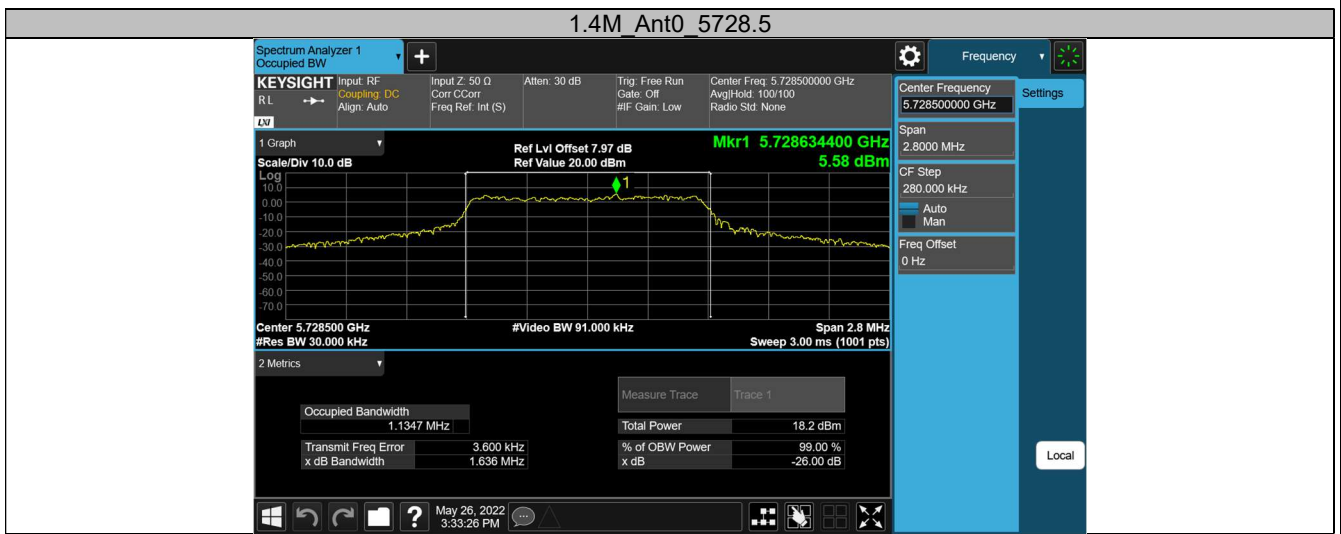 1.4M_Ant0_5728.5
Spectrum Analyzer 1
Occupied BW
Frequency
KEYSIGHT
R L
LXI
Input: RF
Coupling: DC
Align: Auto
Input Z: 50 Ω
Corr CCorr
Freq Ref: Int (S)
Atten: 30 dB
Trig: Free Run
Gate: Off
#IF Gain: Low
Center Freq: 5.728500000 GHz
Avg|Hold: 100/100
Radio Std: None
Center Frequency
5.728500000 GHz
Settings
Span
2.8000 MHz
CF Step
280.000 kHz
Auto
Man
Freq Offset
0 Hz
1 Graph
Scale/Div 10.0 dB
Ref Lvl Offset 7.97 dB
Ref Value 20.00 dBm
Mkr1 5.728634400 GHz
5.58 dBm
Log
10.0
0.00
-10.0
-20.0
-30.0
-40.0
-50.0
-60.0
-70.0
1
Center 5.728500 GHz
#Res BW 30.000 kHz
#Video BW 91.000 kHz
Span 2.8 MHz
Sweep 3.00 ms (1001 pts)
2 Metrics
Measure Trace Trace 1
Occupied Bandwidth
1.1347 MHz
Total Power 18.2 dBm
Transmit Freq Error 3.600 kHz
% of OBW Power 99.00 %
x dB Bandwidth 1.636 MHz
x dB -26.00 dB
Local
?
May 26, 2022
3:33:26 PM